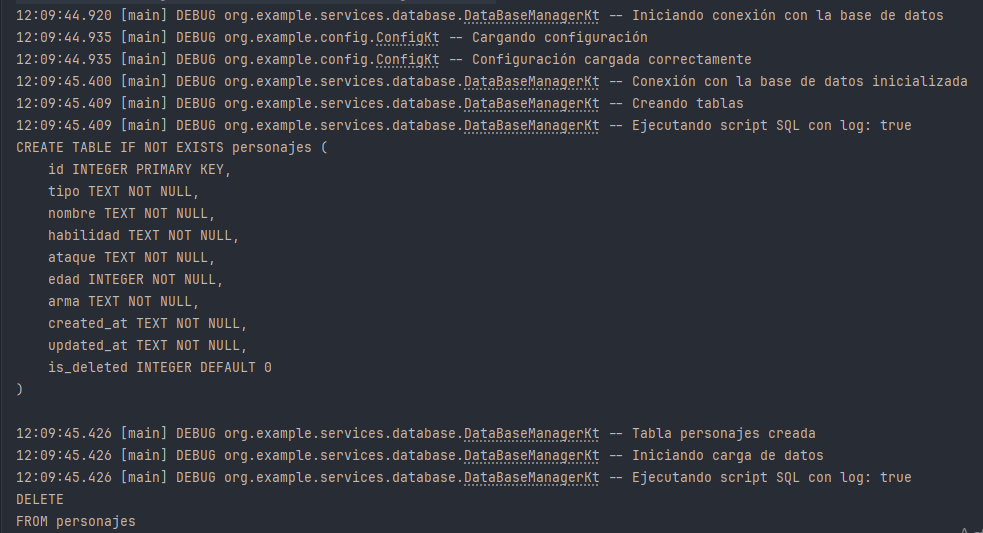 12:09:44.920 [main] DEBUG org.example.services.database.DataBaseManagerKt -- Iniciando conexión con la base de datos
12:09:44.935 [main] DEBUG org.example.config.ConfigKt -- Cargando configuración
12:09:44.935 [main] DEBUG org.example.config.ConfigKt -- Configuración cargada correctamente
12:09:45.400 [main] DEBUG org.example.services.database.DataBaseManagerKt -- Conexión con la base de datos inicializada
12:09:45.409 [main] DEBUG org.example.services.database.DataBaseManagerKt -- Creando tablas
12:09:45.409 [main] DEBUG org.example.services.database.DataBaseManagerKt -- Ejecutando script SQL con log: true
CREATE TABLE IF NOT EXISTS personajes (
    id INTEGER PRIMARY KEY,
    tipo TEXT NOT NULL,
    nombre TEXT NOT NULL,
    habilidad TEXT NOT NULL,
    ataque TEXT NOT NULL,
    edad INTEGER NOT NULL,
    arma TEXT NOT NULL,
    created_at TEXT NOT NULL,
    updated_at TEXT NOT NULL,
    is_deleted INTEGER DEFAULT 0
)
12:09:45.426 [main] DEBUG org.example.services.database.DataBaseManagerKt -- Tabla personajes creada
12:09:45.426 [main] DEBUG org.example.services.database.DataBaseManagerKt -- Iniciando carga de datos
12:09:45.426 [main] DEBUG org.example.services.database.DataBaseManagerKt -- Ejecutando script SQL con log: true
DELETE
FROM personajes